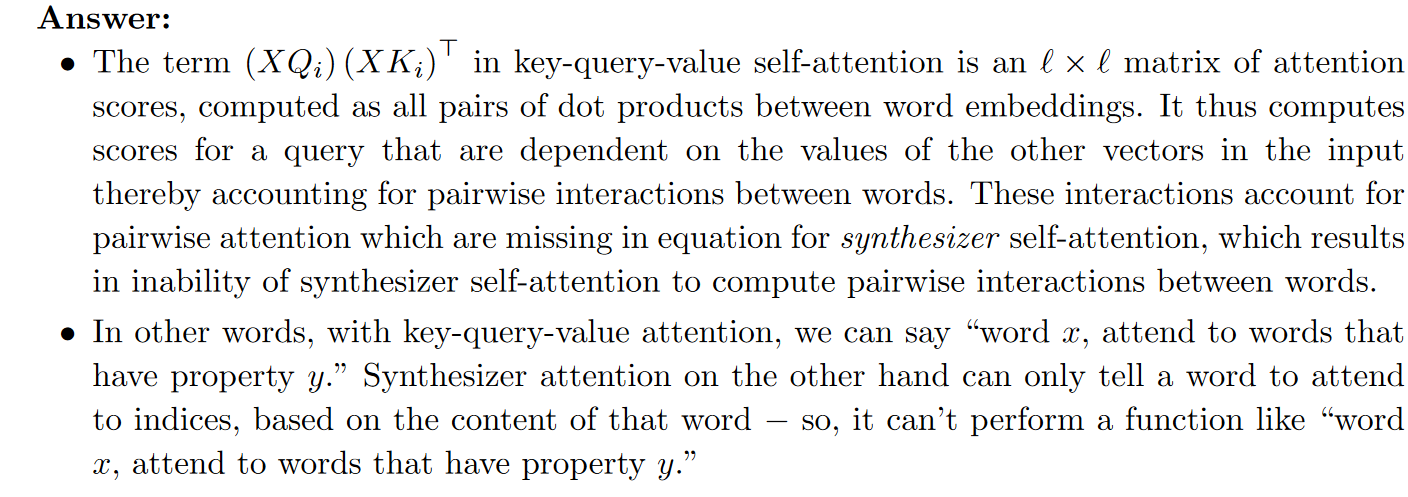 Answer:
• The term (XQᵢ) (XKᵢ)⊤ in key-query-value self-attention is an ℓ × ℓ matrix of attention
scores, computed as all pairs of dot products between word embeddings. It thus computes
scores for a query that are dependent on the values of the other vectors in the input
thereby accounting for pairwise interactions between words. These interactions account for
pairwise attention which are missing in equation for synthesizer self-attention, which results
in inability of synthesizer self-attention to compute pairwise interactions between words.
• In other words, with key-query-value attention, we can say “word x, attend to words that
have property y.” Synthesizer attention on the other hand can only tell a word to attend
to indices, based on the content of that word – so, it can’t perform a function like “word
x, attend to words that have property y.”